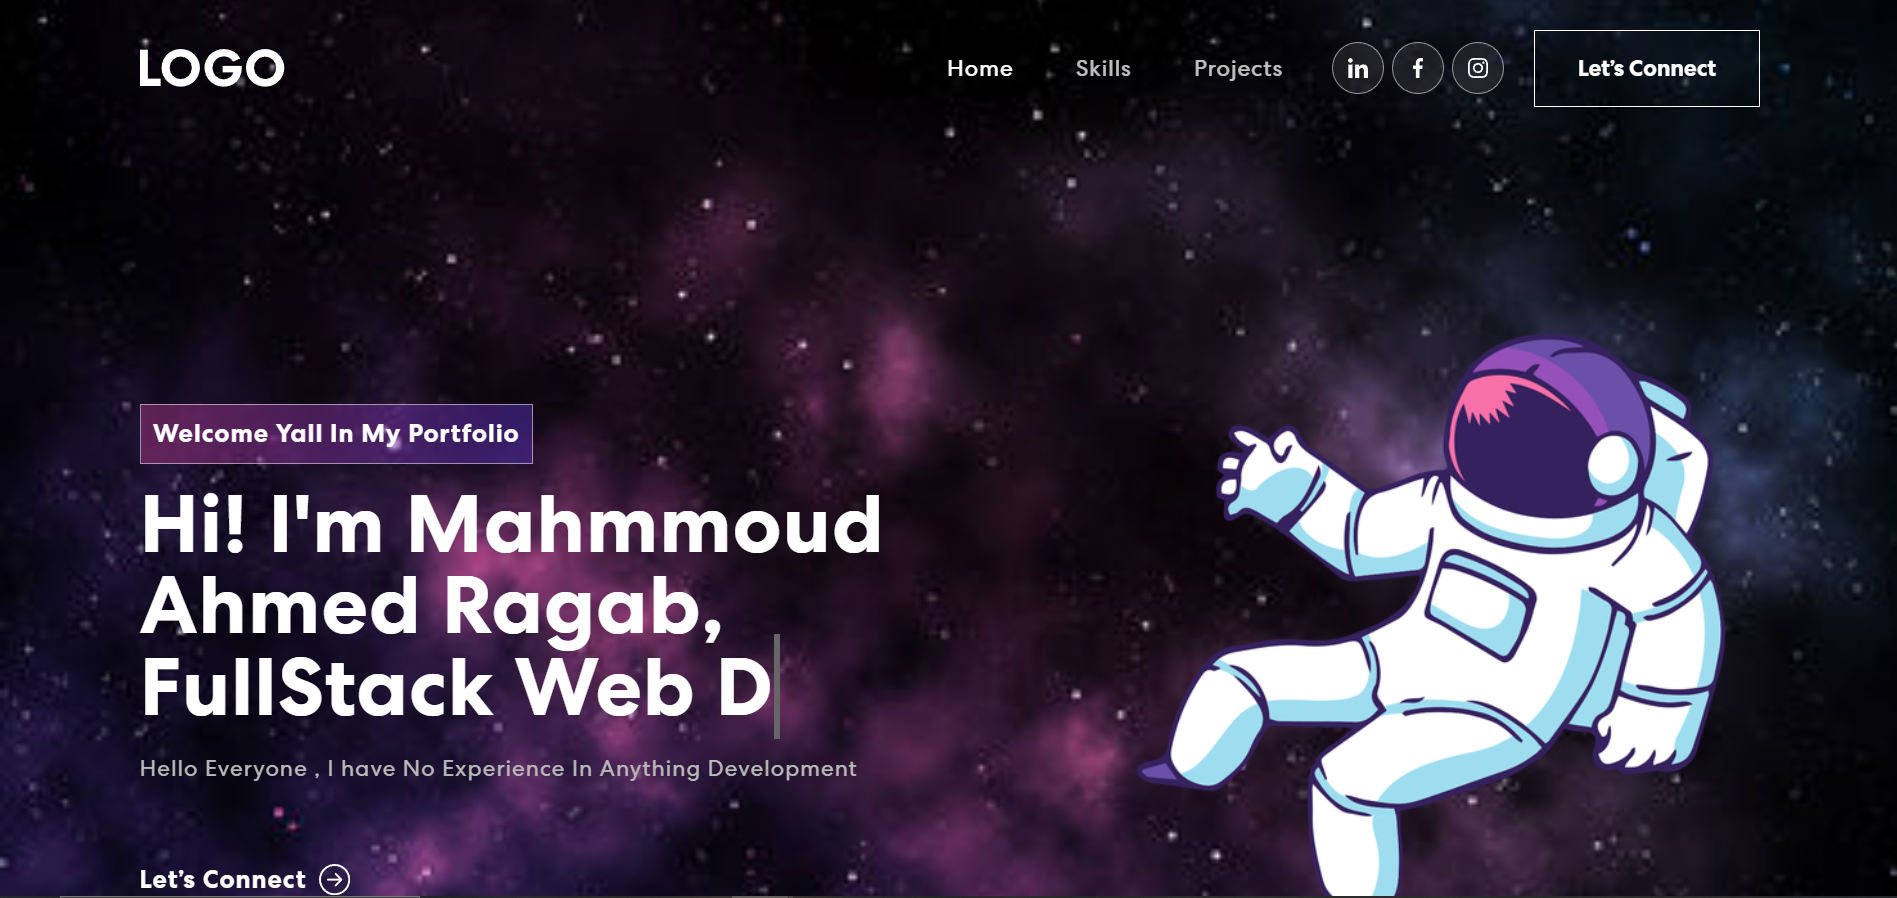 LOGO
Home Skills Projects in f Let's Connect
Welcome Yall In My Portfolio
Hi! I'm Mahmmoud
Ahmed Ragab,
FullStack Web D
Hello Everyone , I have No Experience In Anything Development
Let's Connect